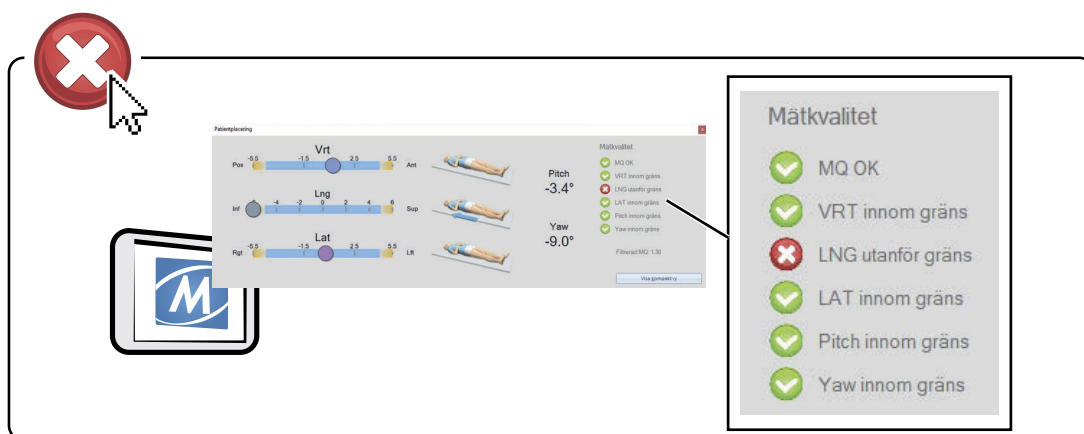 Patientplacering
x
Mätkvalitet
Vrt
Pos -5.5 -1.5 2.5 5.5 Ant
MQ OK
VRT innom gräns
Pitch
-3.4°
LNG utanför gräns
Lng
Inf -4 -2 0 2 4 6 Sup
LAT innom gräns
Pitch innom gräns
Yaw innom gräns
Yaw
-9.0°
Lat
Rgt -5.5 -1.5 2.5 5.5 Lft
Filtrerad MQ: 1.30
Visa kompakt vy
M
Mätkvalitet
MQ OK
VRT innom gräns
LNG utanför gräns
LAT innom gräns
Pitch innom gräns
Yaw innom gräns